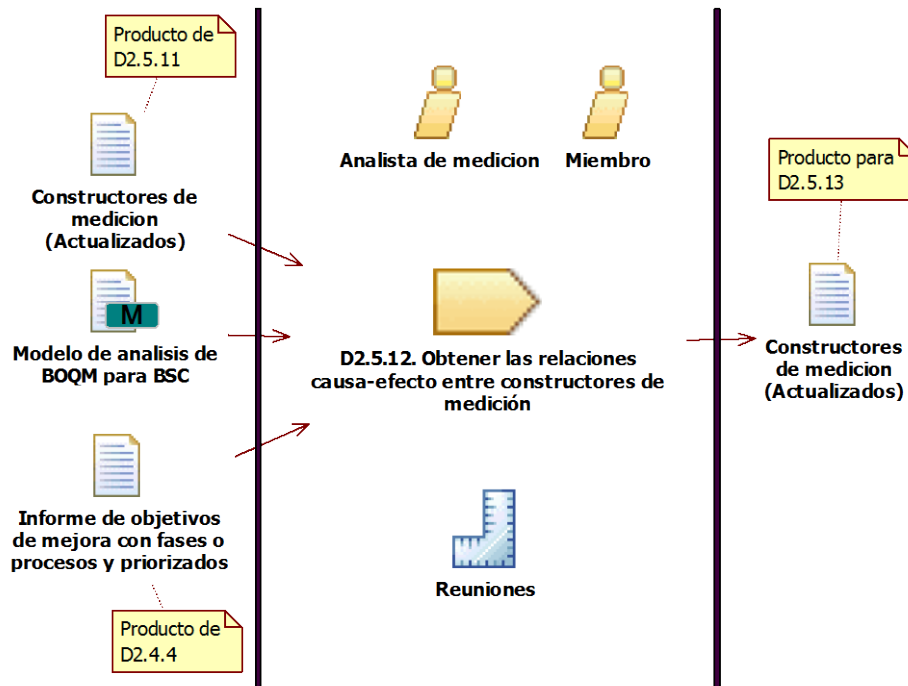 Producto de
D2.5.11
Constructores de
medicion
(Actualizados)
M
Modelo de analisis de
BOQM para BSC
Informe de objetivos
de mejora con fases o
procesos y priorizados
Producto de
D2.4.4
Analista de medicion
Miembro
D2.5.12. Obtener las relaciones
causa-efecto entre constructores de
medición
Reuniones
Producto para
D2.5.13
Constructores
de medicion
(Actualizados)